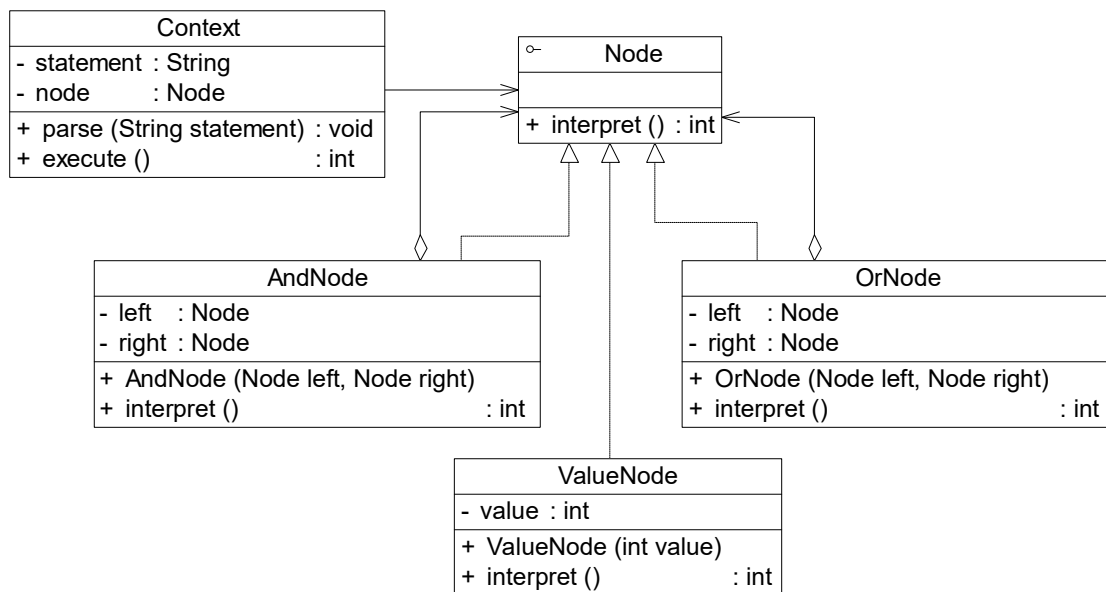 Context
- statement : String
- node : Node
+ parse (String statement) : void
+ execute () : int
Node
+ interpret () : int
AndNode
- left : Node
- right : Node
+ AndNode (Node left, Node right)
+ interpret () : int
OrNode
- left : Node
- right : Node
+ OrNode (Node left, Node right)
+ interpret () : int
ValueNode
- value : int
+ ValueNode (int value)
+ interpret () : int